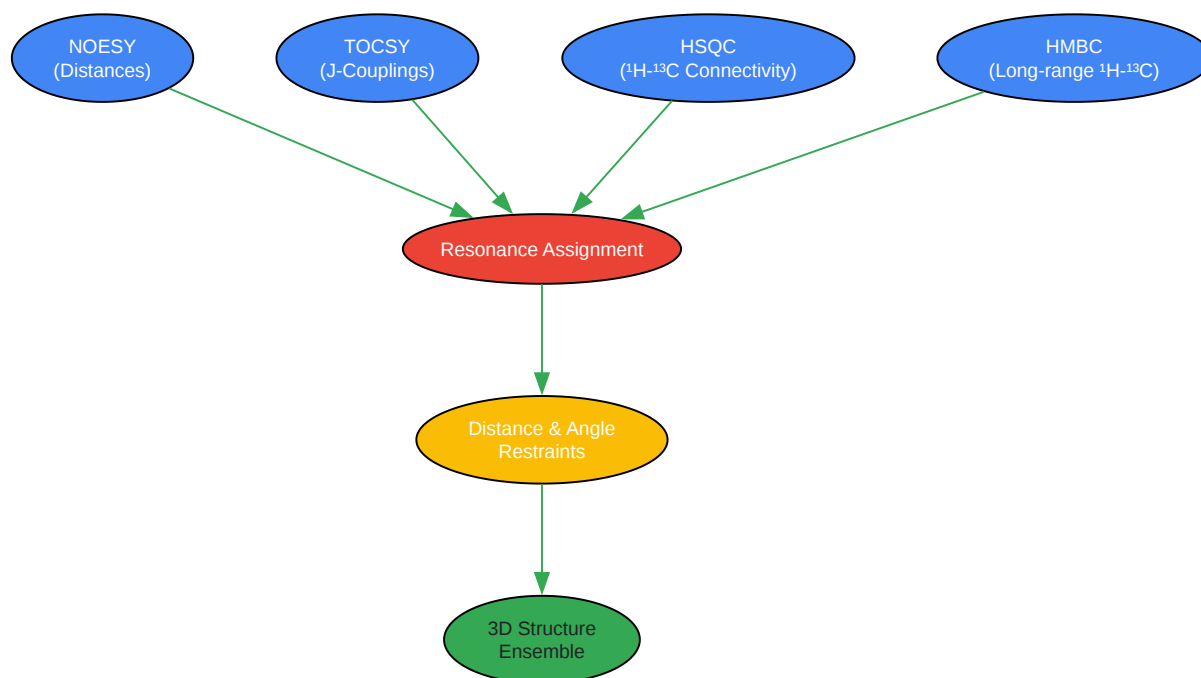 NOESY
(Distances)
TOCSY
(J-Couplings)
HSQC
(¹H-¹³C Connectivity)
HMBC
(Long-range ¹H-¹³C)
Resonance Assignment
Distance & Angle
Restraints
3D Structure
Ensemble